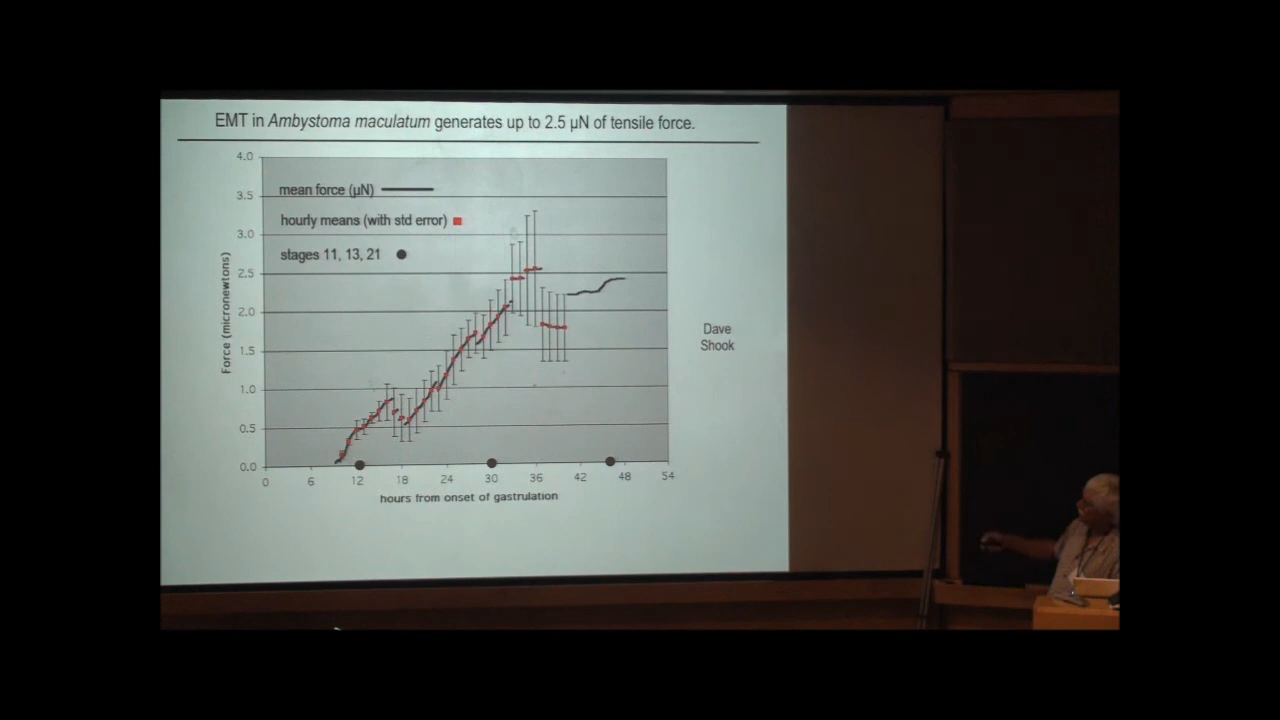 EMT in Ambystoma maculatum generates up to 2.5 µN of tensile force.
4.0
3.5
3.0
2.5
2.0
1.5
1.0
0.5
0.0
Force (micronewtons)
mean force (µN)
hourly means (with std error)
stages 11, 13, 21
0 6 12 18 24 30 36 42 48 54
hours from onset of gastrulation
Dave
Shook